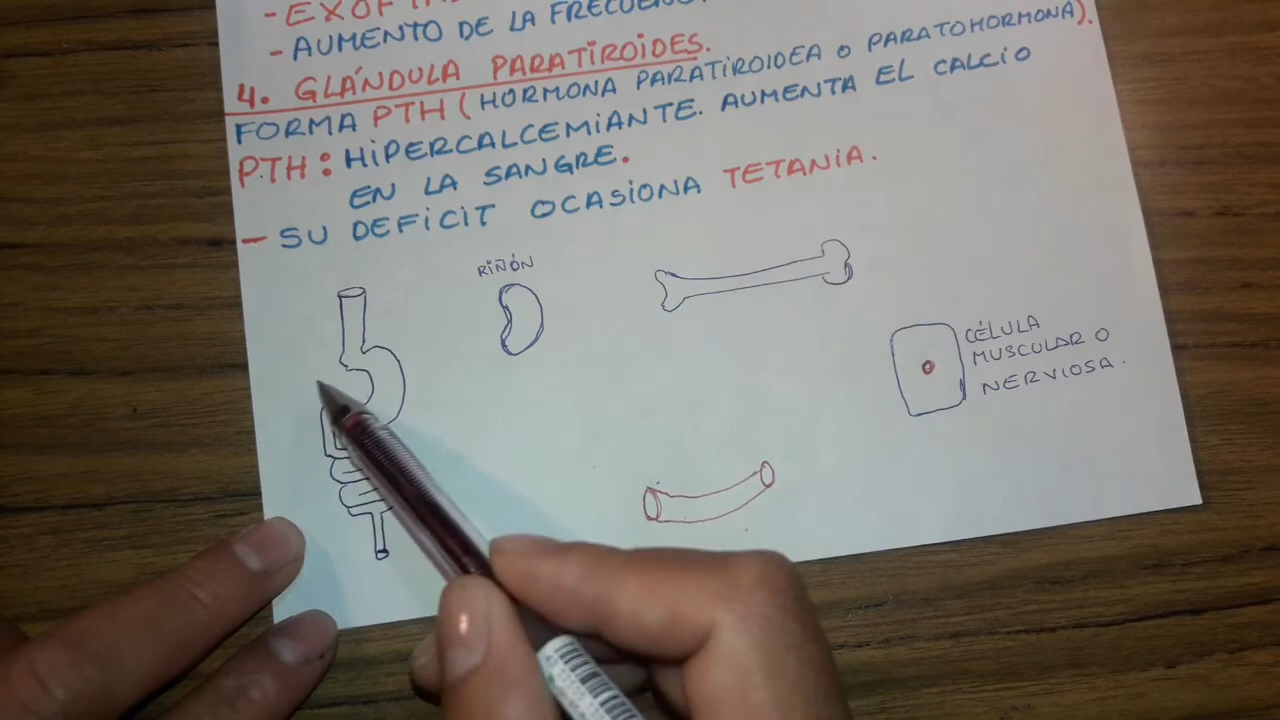 - EXOF
- AUMENTO DE LA
4. GLÁNDULA PARATIROIDES.
FORMA PTH (HORMONA PARATIROIDEA O PARATOHORMONA).
PTH: HIPERCALCEMIANTE. AUMENTA EL CALCIO
EN LA SANGRE.
- SU DEFICIT OCASIONA TETANIA.
RIÑÓN
CÉLULA
MUSCULAR O
NERVIOSA.